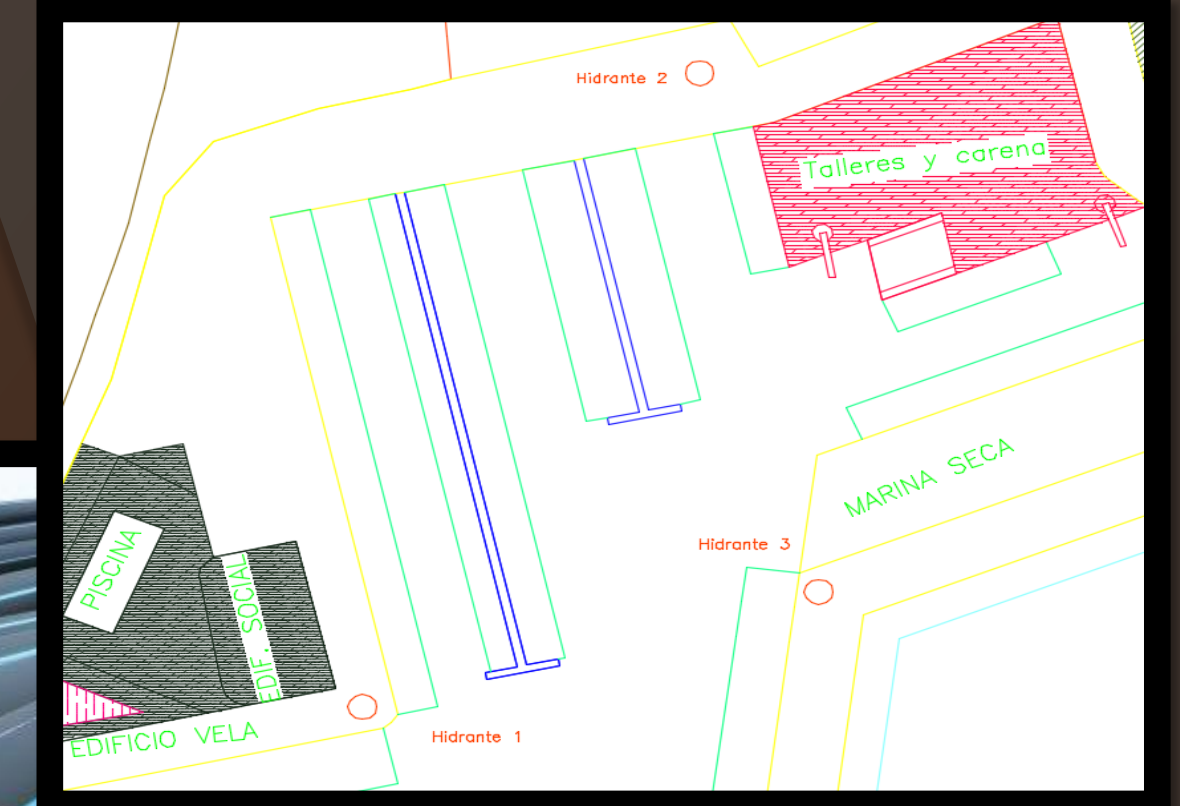 Hidrante 2
Talleres y carena
MARINA SECA
Hidrante 3
PISCINA
EDIF. SOCIAL
EDIFICIO VELA
Hidrante 1